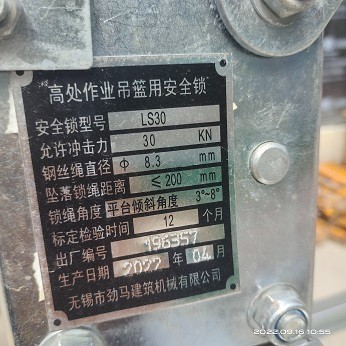 高处作业吊篮用安全锁
安全锁型号 LS30
允许冲击力 30 KN
钢丝绳直径 Φ 8.3 mm
坠落锁绳距离 ≤200 mm
锁绳角度 平台倾斜角度 3°~8°
标定检验时间 12 个月
出厂编号 198357
生产日期 2022 年 04 月
无锡市劲马建筑机械有限公司
2022.09.16 10:55